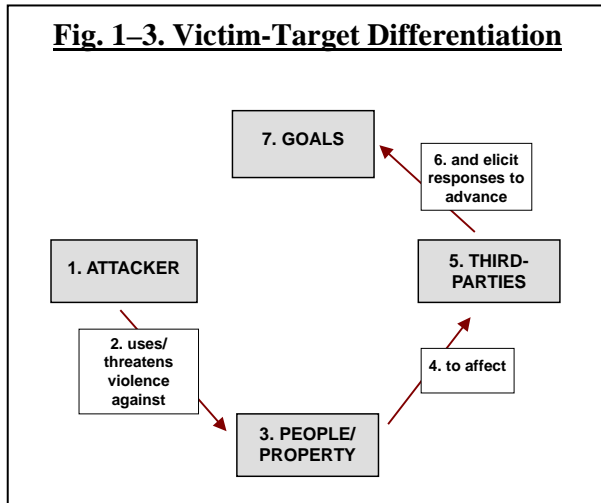 Fig. 1–3. Victim-Target Differentiation
1. ATTACKER
2. uses/
threatens
violence
against
3. PEOPLE/
PROPERTY
4. to affect
5. THIRD-
PARTIES
6. and elicit
responses to
advance
7. GOALS